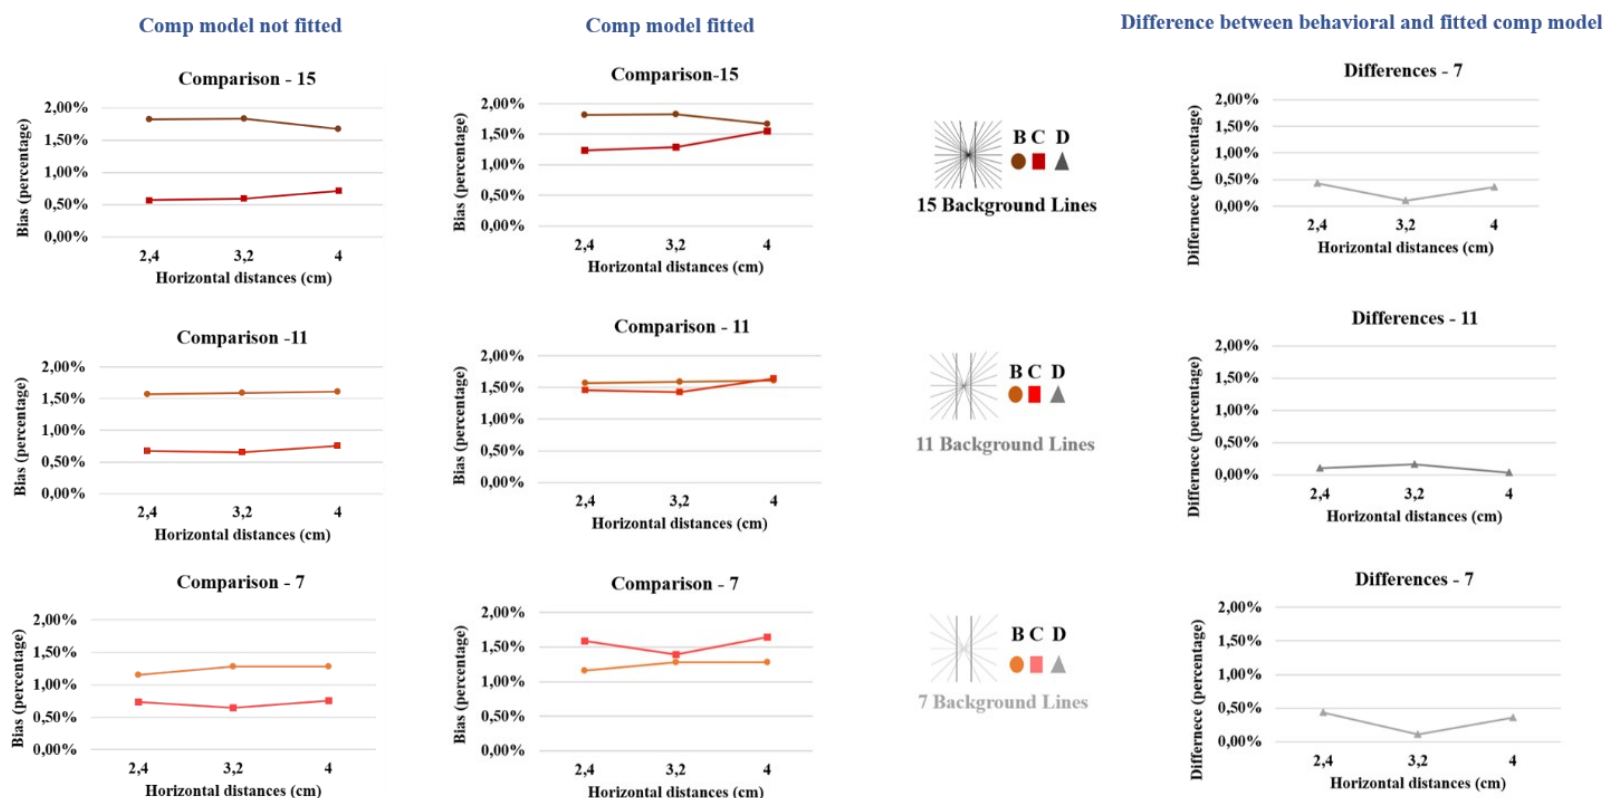 Comp model not fitted
Comp model fitted
Difference between behavioral and fitted comp model
Comparison - 15
2,00%
1,50%
1,00%
0,50%
0,00%
Bias (percentage)
2,4 3,2 4
Horizontal distances (cm)
Comparison-15
2,00%
1,50%
1,00%
0,50%
0,00%
Bias (percentage)
2,4 3,2 4
Horizontal distances (cm)
B C D
15 Background Lines
Differences - 7
2,00%
1,50%
1,00%
0,50%
0,00%
Differnece (percentage)
2,4 3,2 4
Horizontal distances (cm)
Comparison -11
2,00%
1,50%
1,00%
0,50%
0,00%
Bias (percentage)
2,4 3,2 4
Horizontal distances (cm)
Comparison - 11
2,00%
1,50%
1,00%
0,50%
0,00%
Bias (percentage)
2,4 3,2 4
Horizontal distances (cm)
B C D
11 Background Lines
Differences - 11
2,00%
1,50%
1,00%
0,50%
0,00%
Differnece (percentage)
2,4 3,2 4
Horizontal distances (cm)
Comparison - 7
2,00%
1,50%
1,00%
0,50%
0,00%
Bias (percentage)
2,4 3,2 4
Horizontal distances (cm)
Comparison - 7
2,00%
1,50%
1,00%
0,50%
0,00%
Bias (percentage)
2,4 3,2 4
Horizontal distances (cm)
B C D
7 Background Lines
Differences - 7
2,00%
1,50%
1,00%
0,50%
0,00%
Differnece (percentage)
2,4 3,2 4
Horizontal distances (cm)